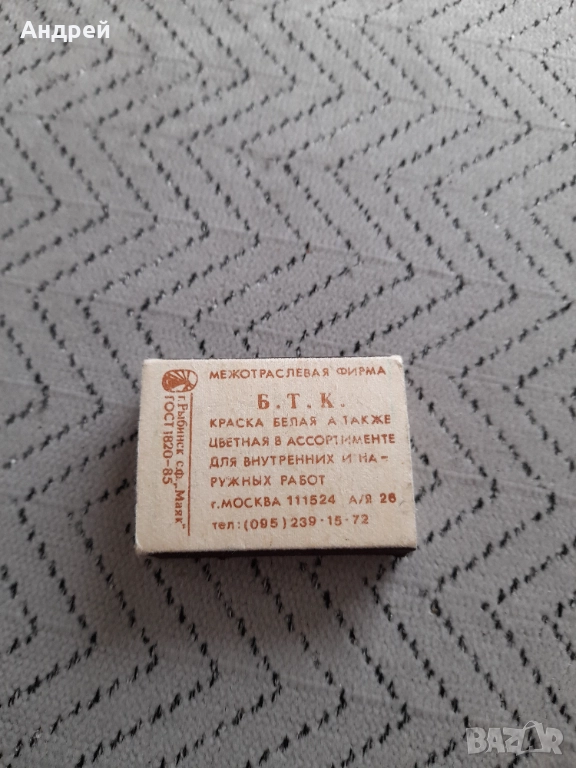 Андрей
МЕЖОТРАСЛЕВАЯ ФИРМА
Б.Т.К.
КРАСКА БЕЛАЯ А ТАКЖЕ
ЦВЕТНАЯ В АССОРТИМЕНТЕ
ДЛЯ ВНУТРЕННИХ И НА-
РУЖНЫХ РАБОТ
г.МОСКВА 111524 А/Я 26
тел:(095)239·15·72
г.Рыбинск сф.„Маяк"
ГОСТ 1820-85
BAZAR